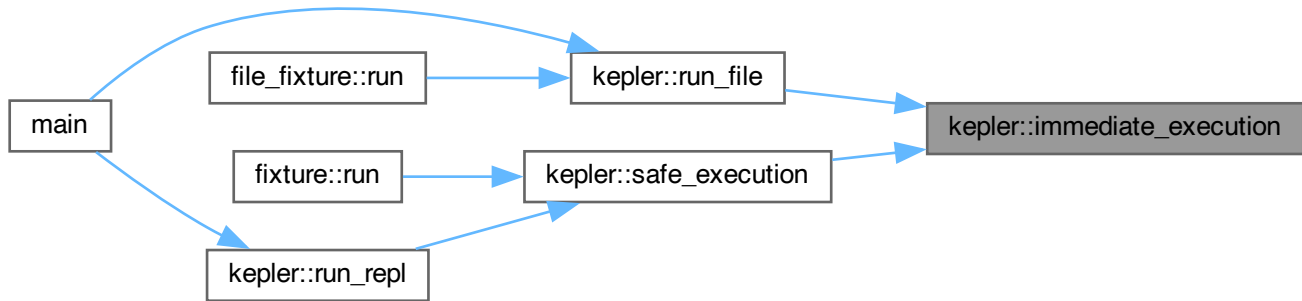 main
file_fixture::run
fixture::run
kepler::run_repl
kepler::run_file
kepler::safe_execution
kepler::immediate_execution